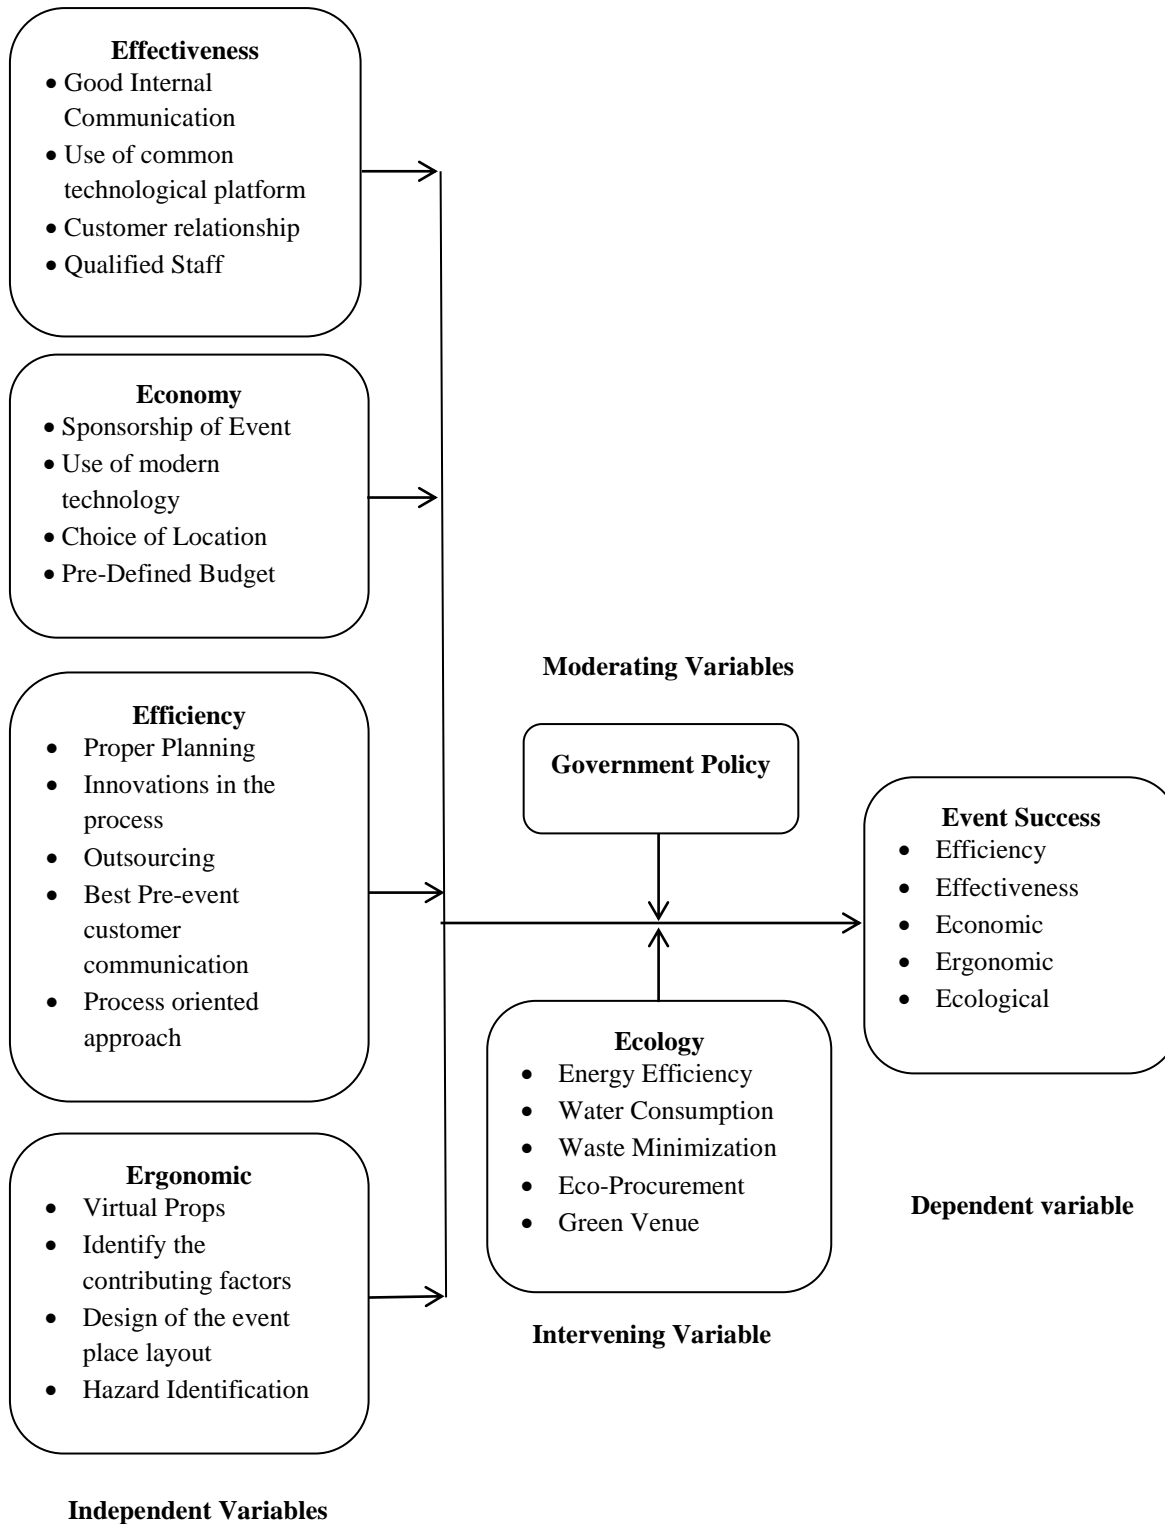 Effectiveness
• Good Internal
Communication
• Use of common
technological platform
• Customer relationship
• Qualified Staff
Economy
• Sponsorship of Event
• Use of modern
technology
• Choice of Location
• Pre-Defined Budget
Efficiency
• Proper Planning
• Innovations in the
process
• Outsourcing
• Best Pre-event
customer
communication
• Process oriented
approach
Ergonomic
• Virtual Props
• Identify the
contributing factors
• Design of the event
place layout
• Hazard Identification
Independent Variables
Moderating Variables
Government Policy
Ecology
• Energy Efficiency
• Water Consumption
• Waste Minimization
• Eco-Procurement
• Green Venue
Intervening Variable
Event Success
• Efficiency
• Effectiveness
• Economic
• Ergonomic
• Ecological
Dependent variable